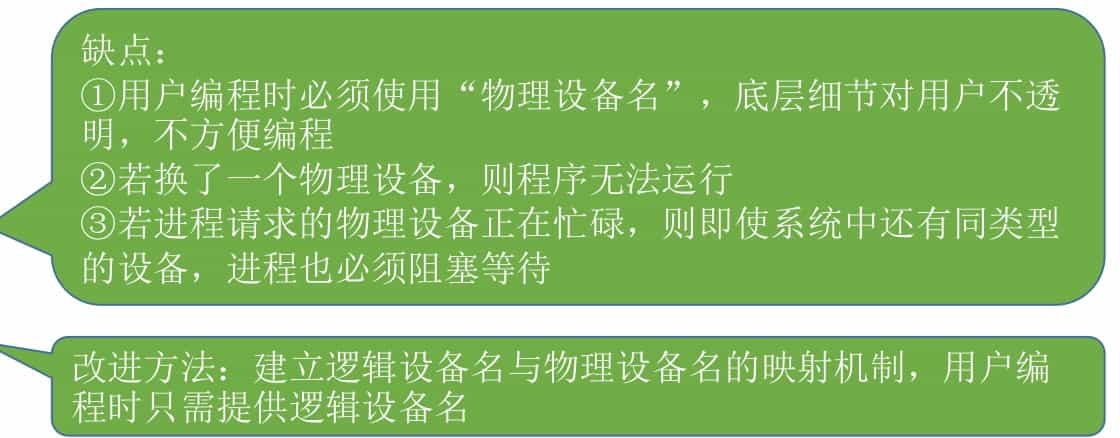 缺点：
①用户编程时必须使用“物理设备名”，底层细节对用户不透
明，不方便编程
②若换了一个物理设备，则程序无法运行
③若进程请求的物理设备正在忙碌，则即使系统中还有同类型
的设备，进程也必须阻塞等待
改进方法：建立逻辑设备名与物理设备名的映射机制，用户编
程时只需提供逻辑设备名